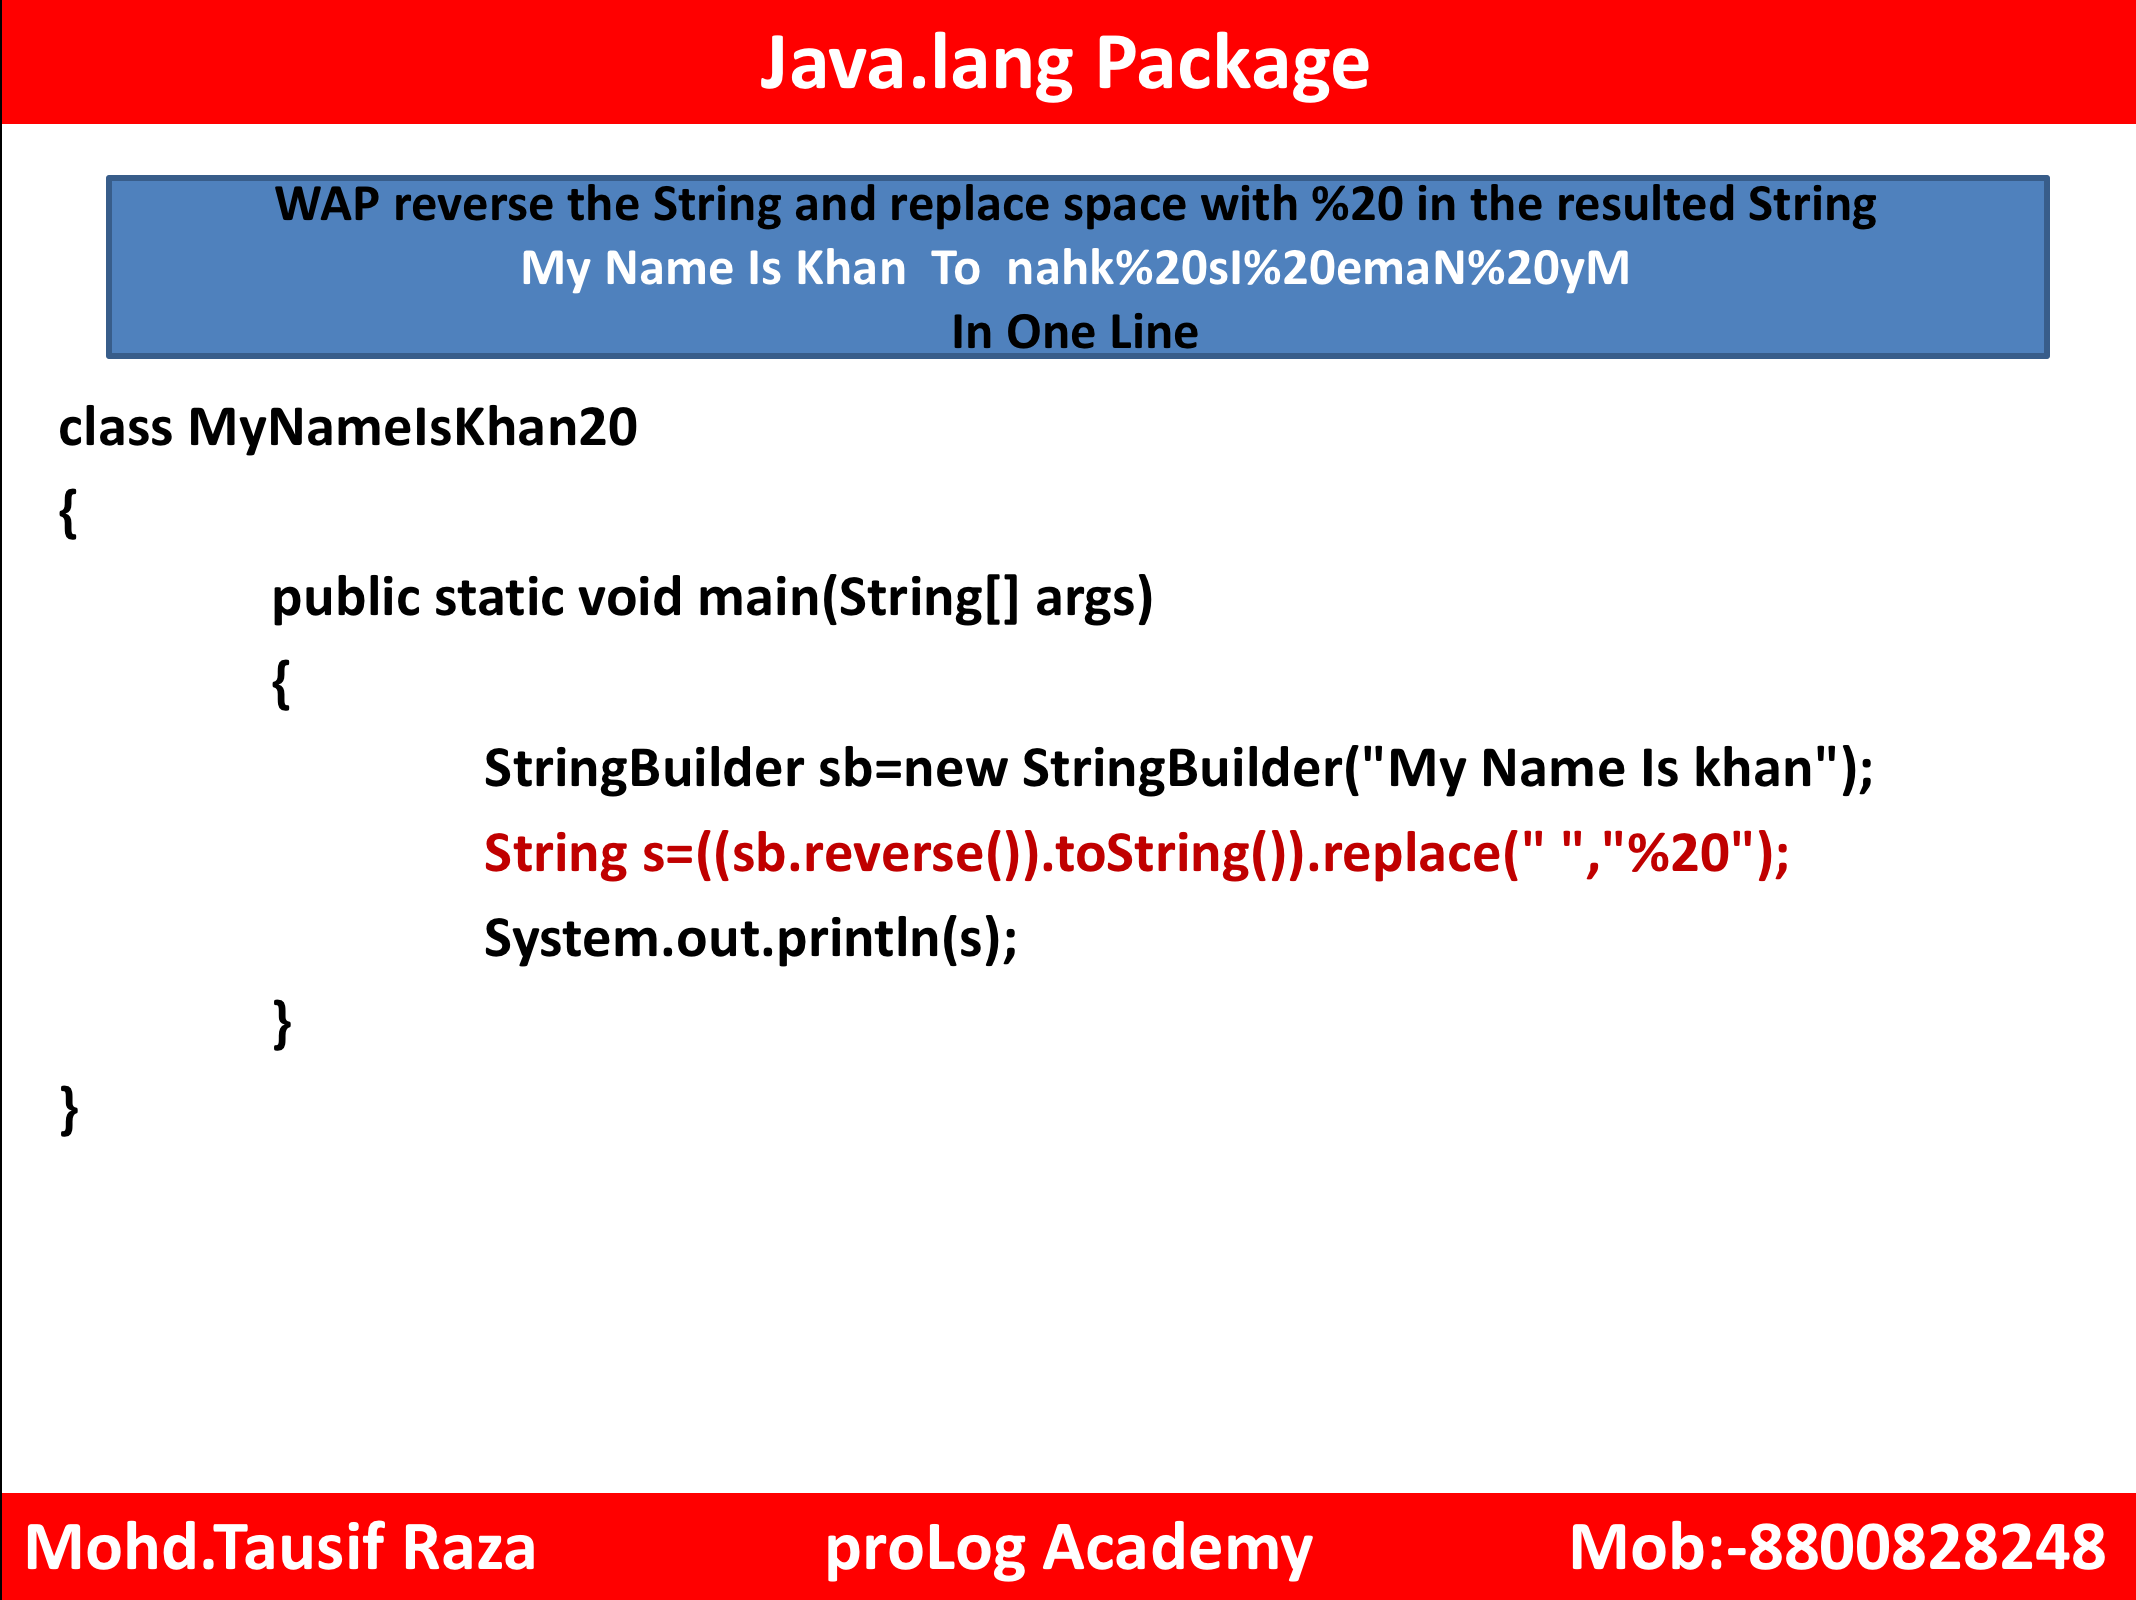 Java.lang Package
WAP reverse the String and replace space with %20 in the resulted String
My Name Is Khan  To  nahk%20sI%20emaN%20yM
In One Line
class MyNameIsKhan20
{
public static void main(String[] args)
{
StringBuilder sb=new StringBuilder("My Name Is khan");
String s=((sb.reverse()).toString()).replace(" ","%20");
System.out.println(s);
}
}
Mohd.Tausif Raza proLog Academy Mob:-8800828248